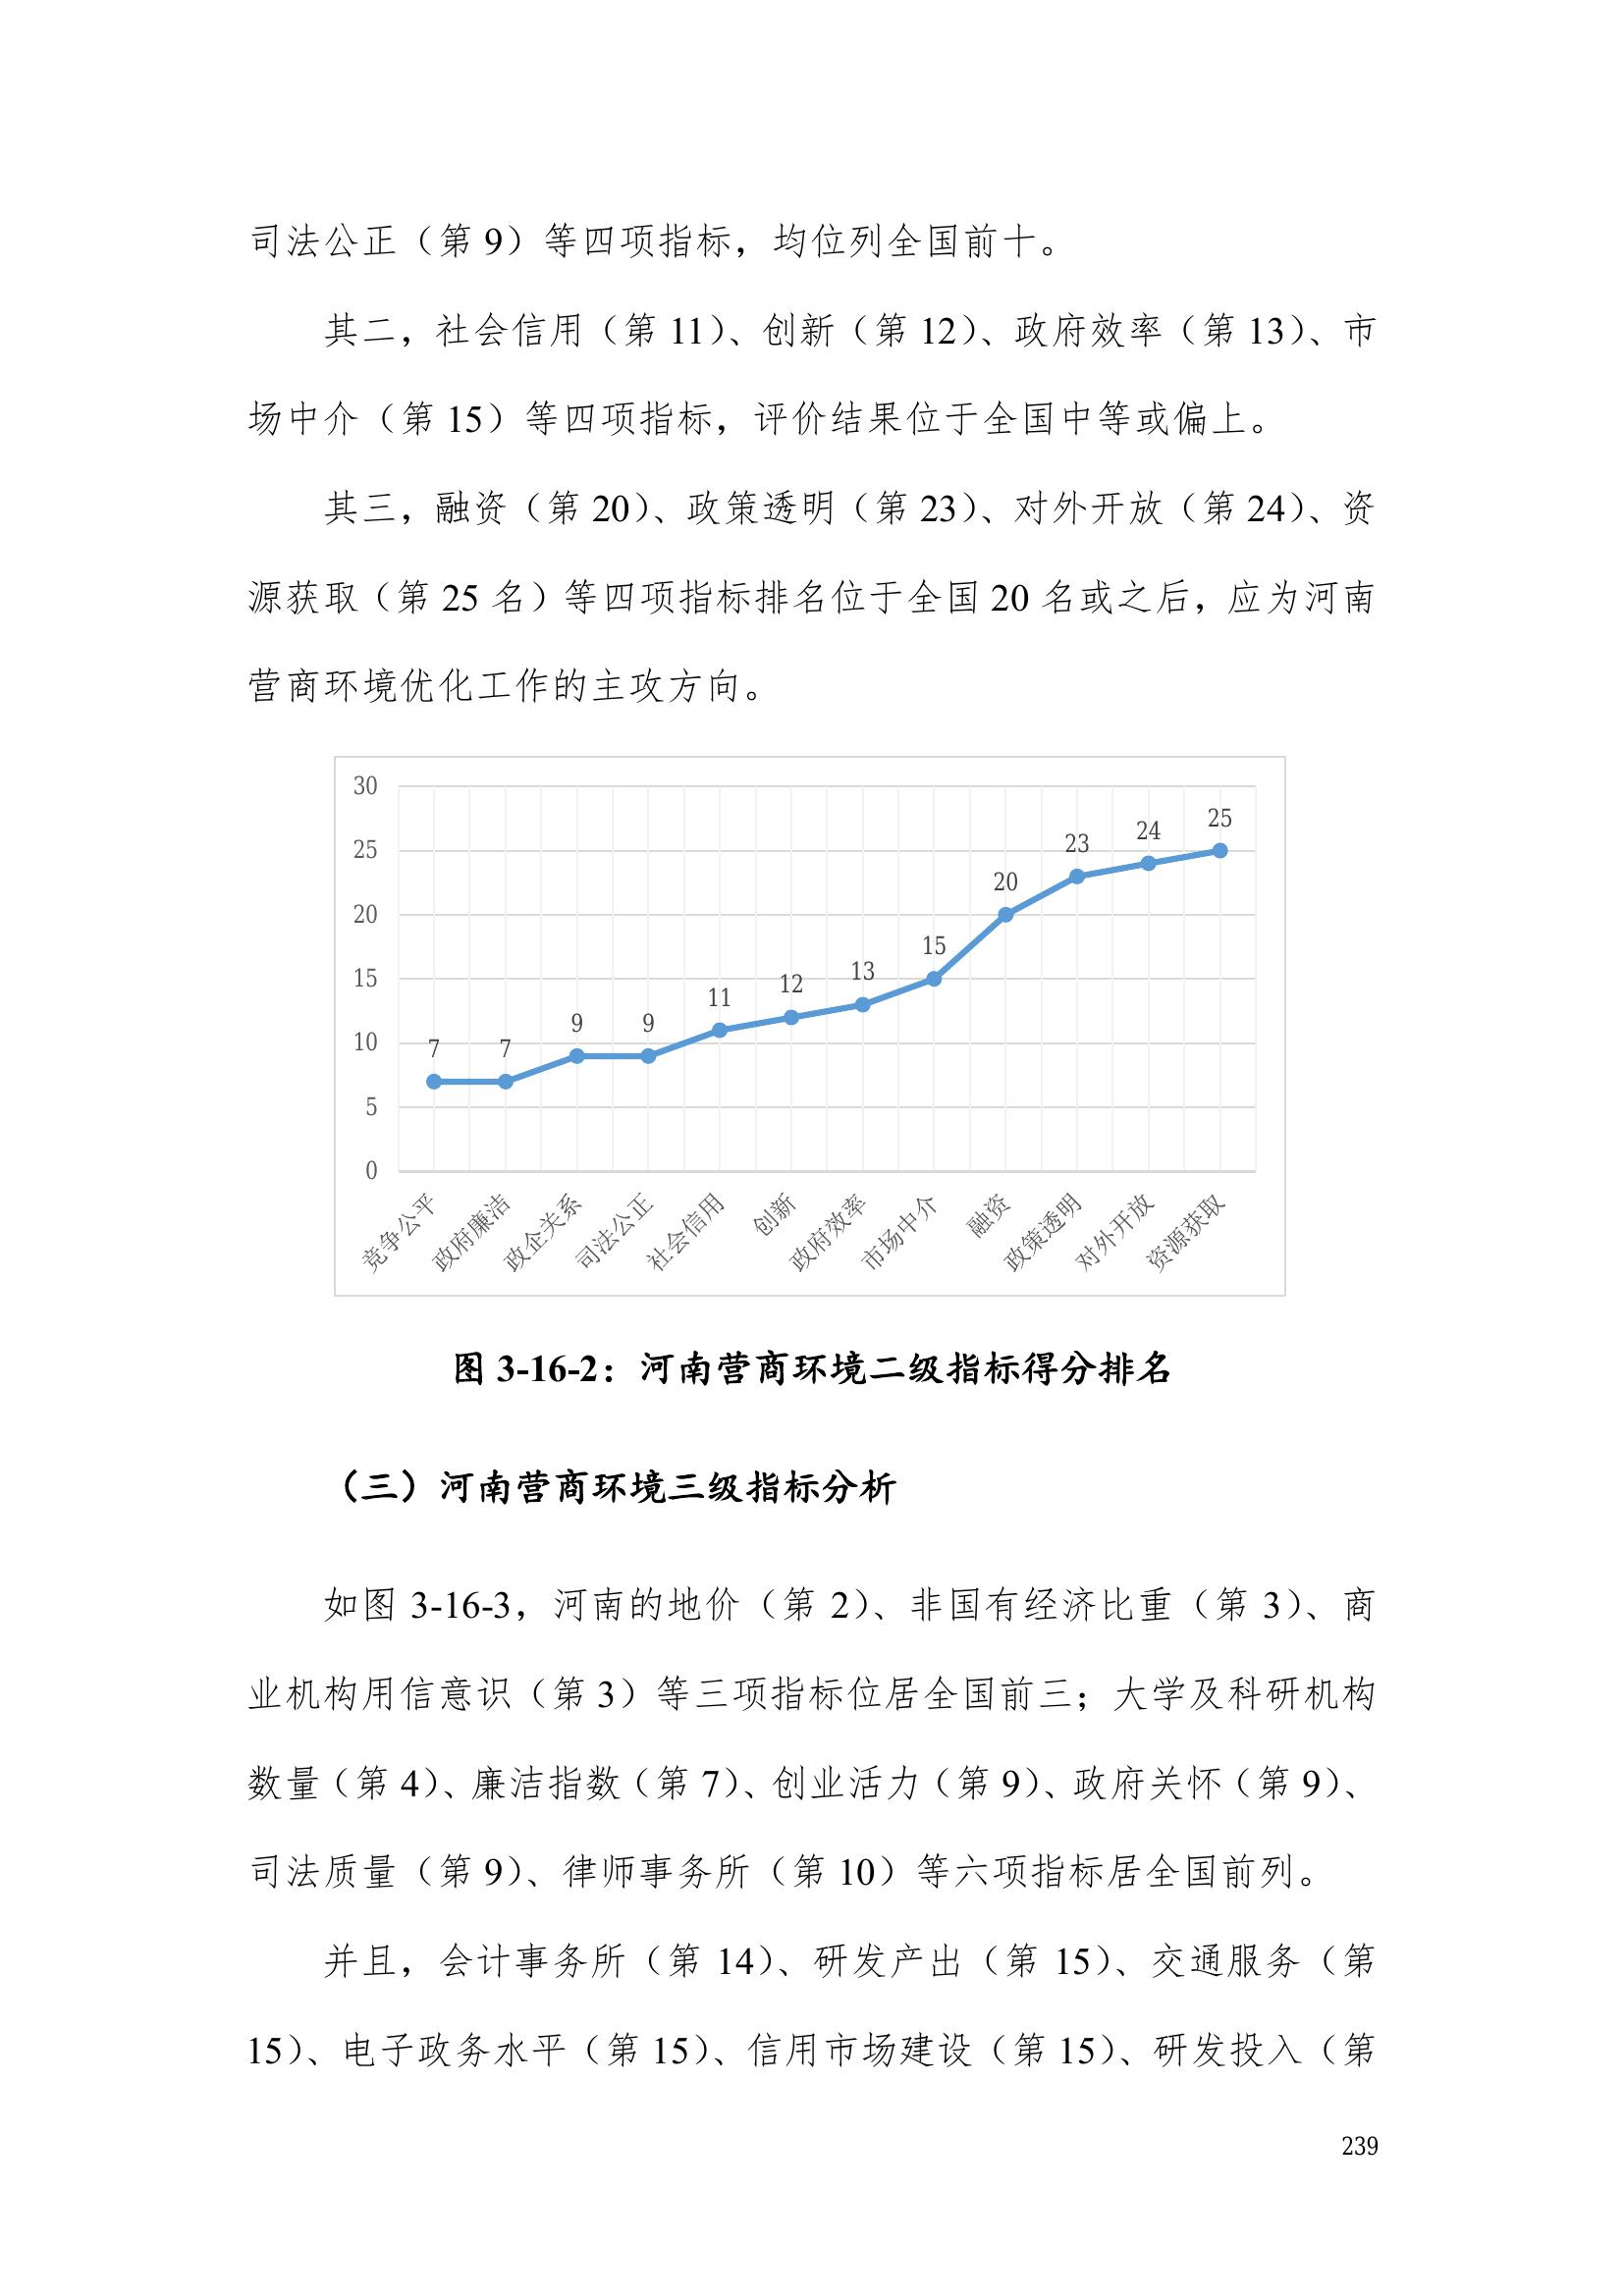 司法公正（第 9）等四项指标，均位列全国前十。
其二，社会信用（第 11）、创新（第 12）、政府效率（第 13）、市
场中介（第 15）等四项指标，评价结果位于全国中等或偏上。
其三，融资（第 20）、政策透明（第 23）、对外开放（第 24）、资
源获取（第 25 名）等四项指标排名位于全国 20 名或之后，应为河南
营商环境优化工作的主攻方向。
30
25
20
15
10
5
0
7 7 9 9 11 12 13 15 20 23 24 25
竞争公平 政府廉洁 政企关系 司法公正 社会信用 创新 政府效率 市场中介 融资 政策透明 对外开放 资源获取
图 3-16-2：河南营商环境二级指标得分排名
（三）河南营商环境三级指标分析
如图 3-16-3，河南的地价（第 2）、非国有经济比重（第 3）、商
业机构用信意识（第 3）等三项指标位居全国前三；大学及科研机构
数量（第 4）、廉洁指数（第 7）、创业活力（第 9）、政府关怀（第 9）、
司法质量（第 9）、律师事务所（第 10）等六项指标居全国前列。
并且，会计事务所（第 14）、研发产出（第 15）、交通服务（第
15）、电子政务水平（第 15）、信用市场建设（第 15）、研发投入（第
239